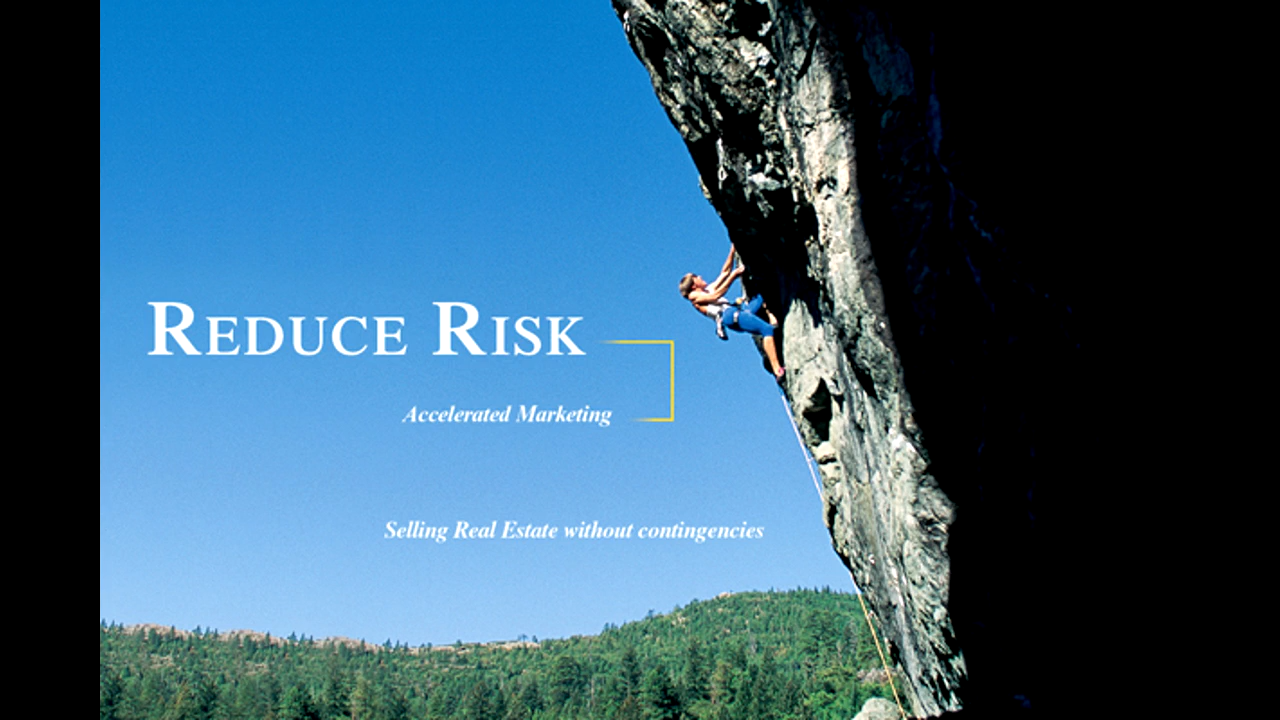 REDUCE RISK
Accelerated Marketing
Selling Real Estate without contingencies